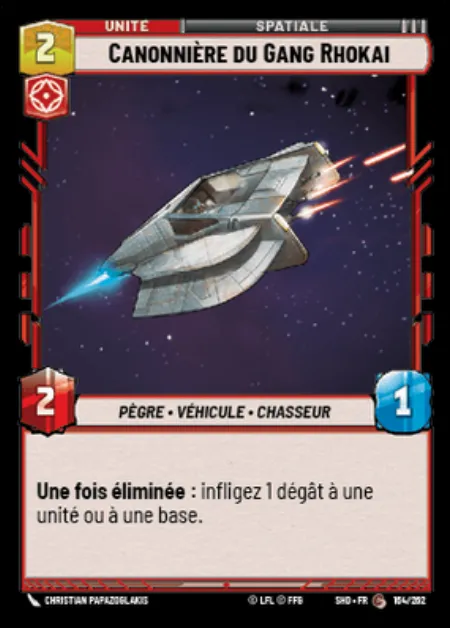 UNITÉ
SPATIALE
2
CANONNIÈRE DU GANG RHOKAI
2
PÈGRE • VÉHICULE • CHASSEUR
1
Une fois éliminée : infligez 1 dégât à une
unité ou à une base.
CHRISTIAN PAPAZOGLAKIS
© LFL © FFG
SHD • FR
C
164/262